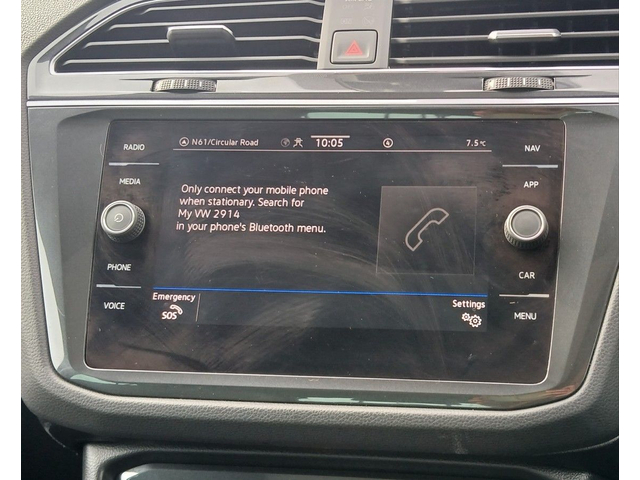 RADIO
N61/Circular Road
10:05
7.5°C
NAV
MEDIA
APP
Only connect your mobile phone
when stationary. Search for
My VW 2914
in your phone's Bluetooth menu.
PHONE
CAR
VOICE
Emergency
SOS
Settings
MENU